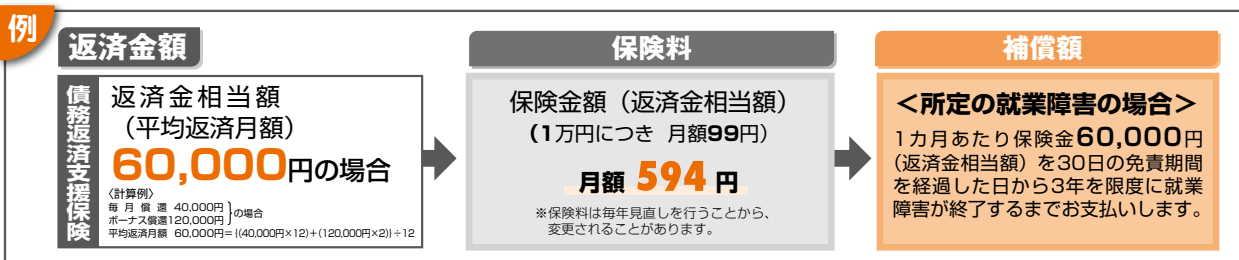 例
返済金額
債務返済支援保険
返済金相当額
（平均返済月額）
60,000円の場合
〈計算例〉
毎月償還 40,000円
ボーナス償還120,000円 }の場合
平均返済月額 60,000円＝{(40,000円×12)＋(120,000円×2)}÷12
保険料
保険金額（返済金相当額）
（1万円につき 月額99円）
月額 594 円
※保険料は毎年見直しを行うことから、
変更されることがあります。
補償額
＜所定の就業障害の場合＞
1カ月あたり保険金60,000円
（返済金相当額）を30日の免責期間
を経過した日から3年を限度に就業
障害が終了するまでお支払いします。